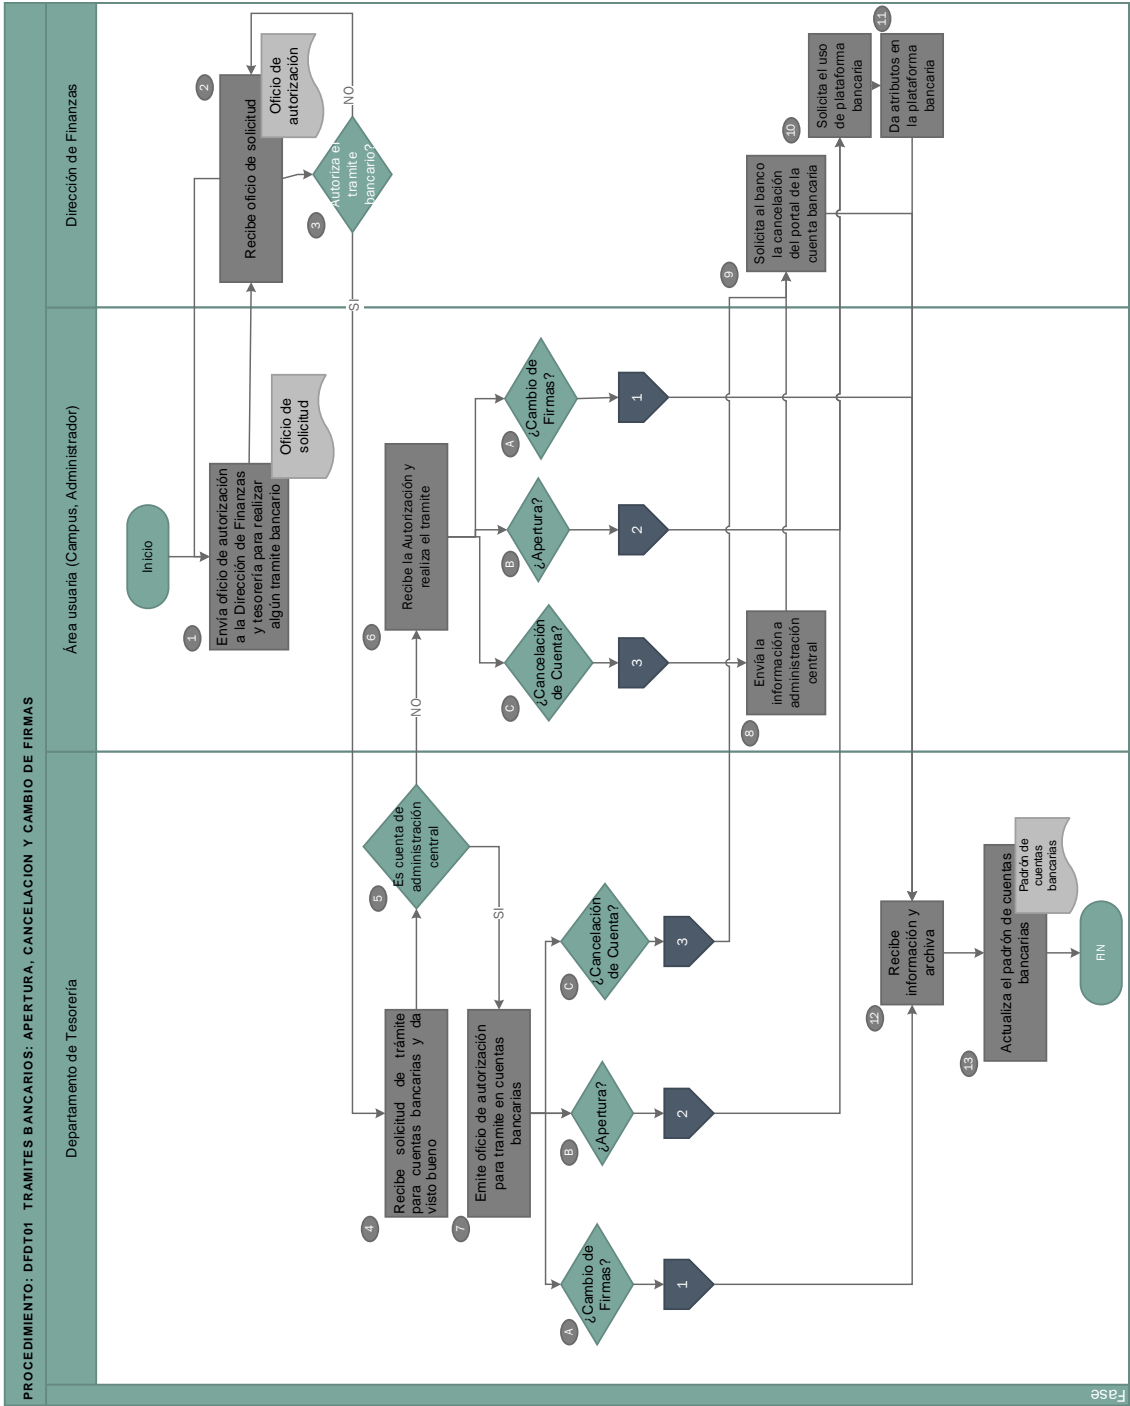 PROCEDIMIENTO: DFDT01 TRAMITES BANCARIOS: APERTURA, CANCELACION Y CAMBIO DE FIRMAS
Departamento de Tesorería
Área usuaria (Campus, Administrador)
Dirección de Finanzas
Fase
Inicio
1
Envía oficio de autorización
a la Dirección de Finanzas
y tesorería para realizar
algún tramite bancario
Oficio de
solicitud
2
Recibe oficio de solicitud
Oficio de
autorización
3
Autoriza el
tramite
bancario?
NO
SI
4
Recibe solicitud de trámite
para cuentas bancarias y da
visto bueno
5
Es cuenta de
administración
central
NO
SI
6
Recibe la Autorización y
realiza el tramite
7
Emite oficio de autorización
para tramite en cuentas
bancarias
A
¿Cambio de
Firmas?
1
B
¿Apertura?
2
C
¿Cancelación
de Cuenta?
3
C
¿Cancelación
de Cuenta?
3
B
¿Apertura?
2
A
¿Cambio de
Firmas?
1
8
Envía la
información a
administración
central
9
Solicita al banco
la cancelación
del portal de la
cuenta bancaria
10
Solicita el uso
de plataforma
bancaria
11
Da atributos en
la plataforma
bancaria
12
Recibe
información y
archiva
13
Actualiza el padrón de cuentas
bancarias
Padrón de
cuentas
bancarias
FIN